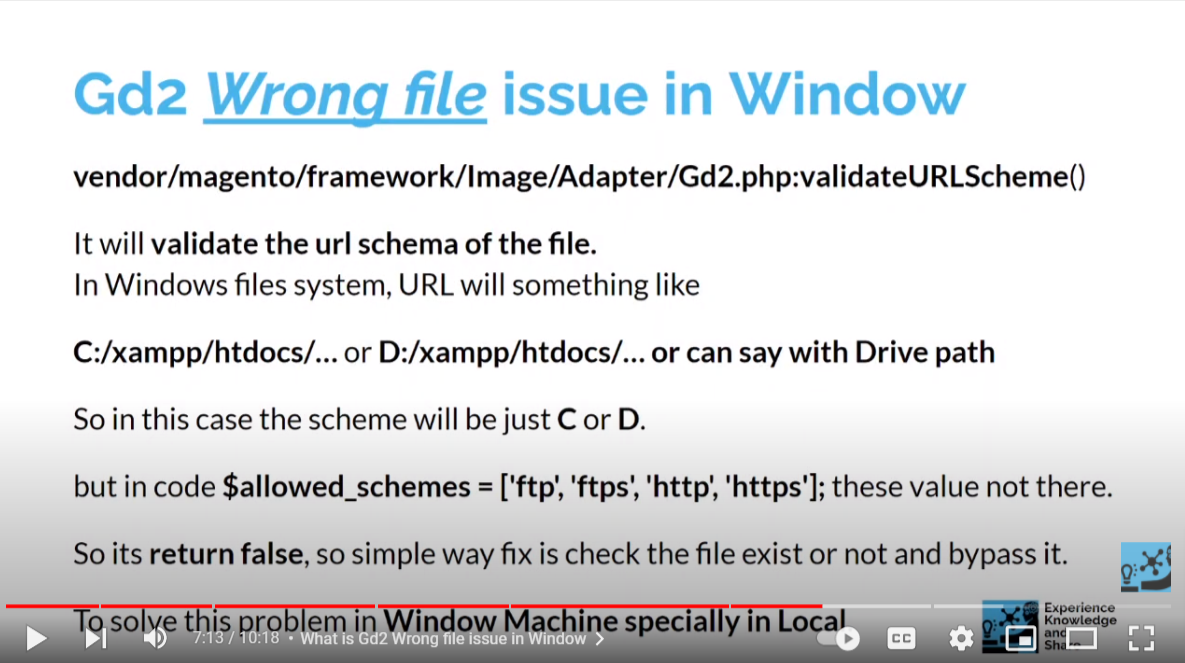 Gd2 Wrong file issue in Window
vendor/magento/framework/Image/Adapter/Gd2.php:validateURLScheme()
It will validate the url schema of the file.
In Windows files system, URL will something like
C:/xampp/htdocs/... or D:/xampp/htdocs/... or can say with Drive path
So in this case the scheme will be just C or D.
but in code $allowed_schemes = ['ftp', 'ftps', 'http', 'https']; these value not there.
So its return false, so simple way fix is check the file exist or not and bypass it.
To solve this problem in Window Machine specially in Local
7:13 / 10:18 • What is Gd2 Wrong file issue in Window
CC
Experience
Knowledge
and